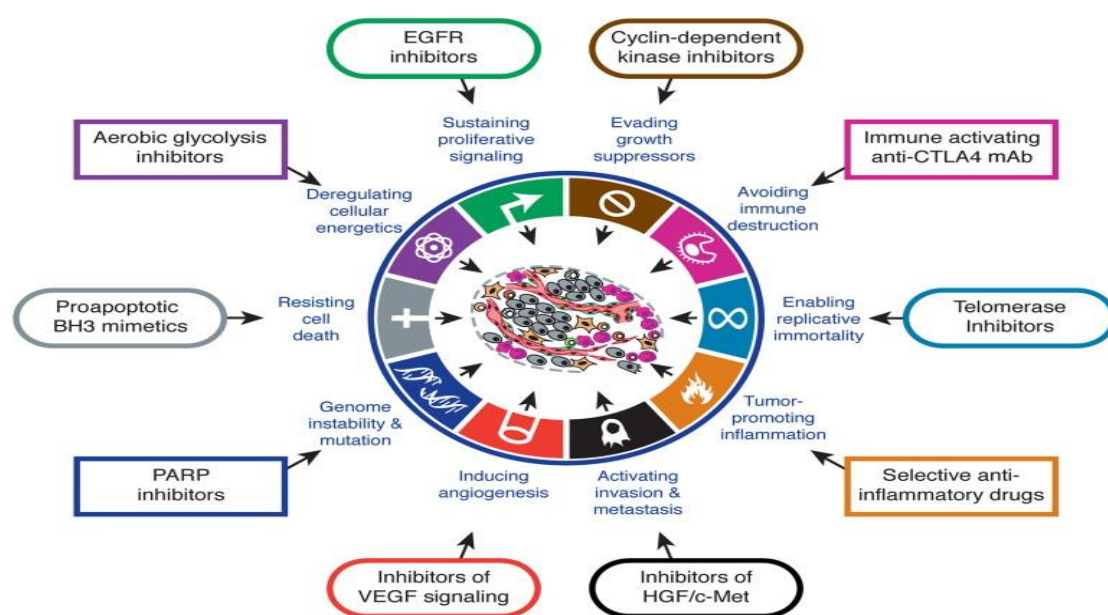 EGFR
inhibitors
Cyclin-dependent
kinase inhibitors
Sustaining
proliferative
signaling
Evading
growth
suppressors
Aerobic glycolysis
inhibitors
Immune activating
anti-CTLA4 mAb
Deregulating
cellular
energetics
Avoiding
immune
destruction
Proapoptotic
BH3 mimetics
Resisting
cell
death
Enabling
replicative
immortality
Telomerase
Inhibitors
Genome
instability &
mutation
Tumor-
promoting
inflammation
PARP
inhibitors
Inducing
angiogenesis
Activating
invasion &
metastasis
Selective anti-
inflammatory drugs
Inhibitors of
VEGF signaling
Inhibitors of
HGF/c-Met